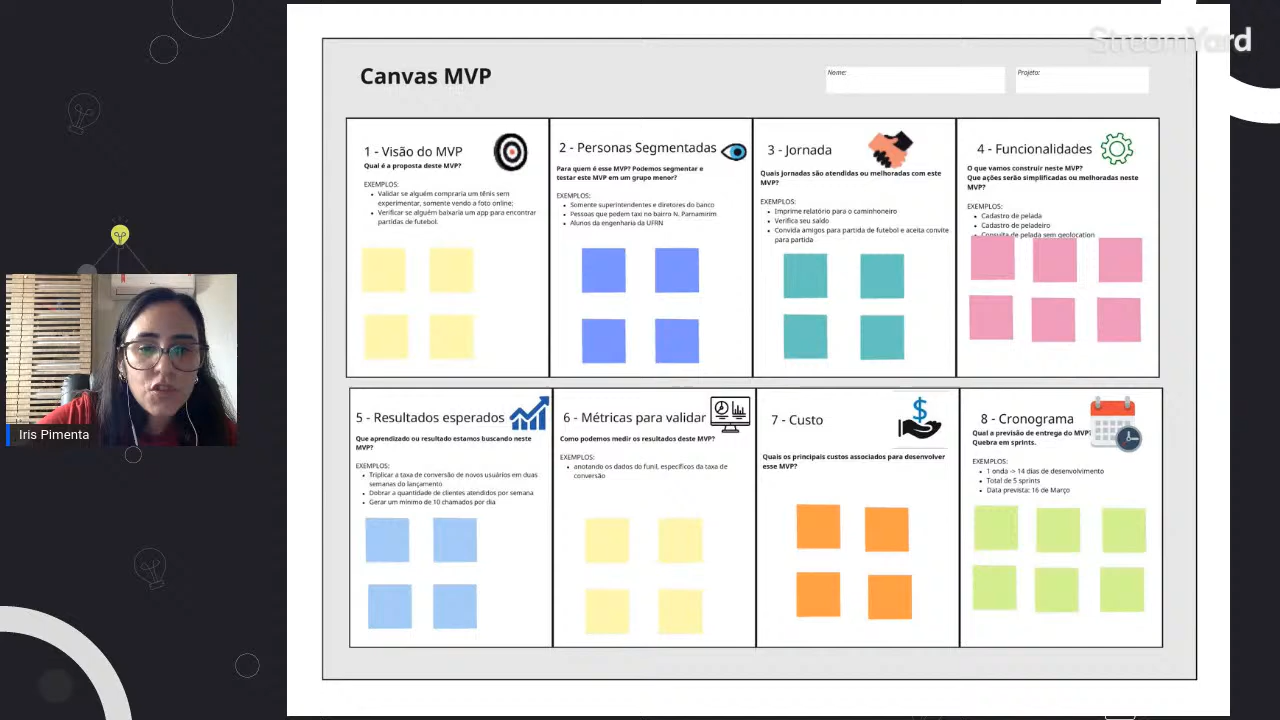 StreamYard
Canvas MVP
Nome:
Projeto:
1 - Visão do MVP
Qual é a proposta deste MVP?
EXEMPLOS:
Validar se alguém compraria um tênis sem
experimentar, somente vendo a foto online;
Verificar se alguém baixaria um app para encontrar
partidas de futebol.
2 - Personas Segmentadas
Para quem é esse MVP? Podemos segmentar e
testar este MVP em um grupo menor?
EXEMPLOS:
Somente superintendentes e diretores do banco
Pessoas que pedem taxi no bairro N. Parnamirim
Alunos da engenharia da UFRN
3 - Jornada
Quais jornadas são atendidas ou melhoradas com este
MVP?
EXEMPLOS:
Imprime relatório para o caminhoneiro
Verifica seu saldo
Convida amigos para partida de futebol e aceita convite
para partida
4 - Funcionalidades
O que vamos construir neste MVP?
Que ações serão simplificadas ou melhoradas neste
MVP?
EXEMPLOS:
Cadastro de pelada
Cadastro de peladeiro
Consulta de pelada sem geolocation
5 - Resultados esperados
Que aprendizado ou resultado estamos buscando neste
MVP?
EXEMPLOS:
Triplicar a taxa de conversão de novos usuários em duas
semanas do lançamento
Dobrar a quantidade de clientes atendidos por semana
Gerar um mínimo de 10 chamados por dia
6 - Métricas para validar
Como podemos medir os resultados deste MVP?
EXEMPLOS:
anotando os dados do funil, específicos da taxa de
conversão
7 - Custo
Quais os principais custos associados para desenvolver
esse MVP?
8 - Cronograma
Qual a previsão de entrega do MVP?
Quebra em sprints.
EXEMPLOS:
1 onda -> 14 dias de desenvolvimento
Total de 5 sprints
Data prevista: 16 de Março
Iris Pimenta